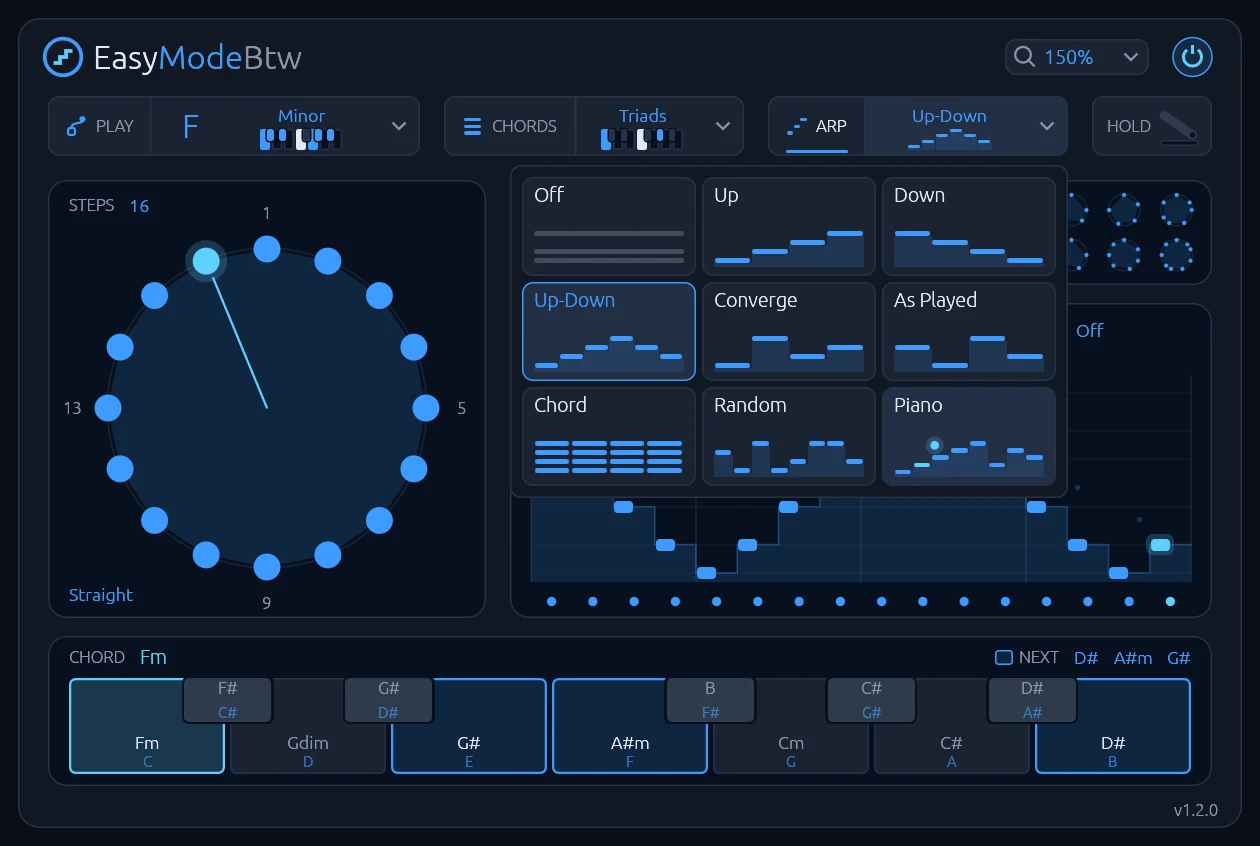 EasyModeBtw
150%
PLAY
F
Minor
CHORDS
Triads
ARP
Up-Down
HOLD
STEPS 16
1
5
9
13
Straight
Off
Up
Down
Up-Down
Converge
As Played
Chord
Random
Piano
Off
CHORD Fm
NEXT D# A#m G#
F#
C#
G#
D#
B
F#
C#
G#
D#
A#
Fm
C
Gdim
D
G#
E
A#m
F
Cm
G
C#
A
D#
B
v1.2.0